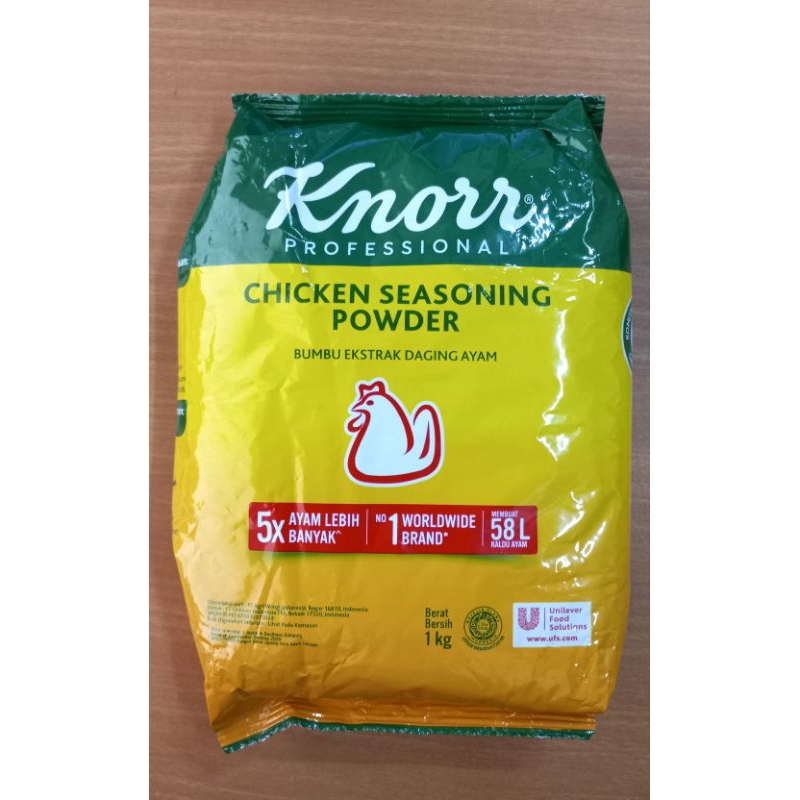 Knorr®
PROFESSIONAL
CHICKEN SEASONING
POWDER
BUMBU EKSTRAK DAGING AYAM
5x AYAM LEBIH BANYAK^
NO 1 WORLDWIDE BRAND*
MEMBUAT 58 L KALDU AYAM
Berat
Bersih
1 kg
Unilever
Food
Solutions
www.ufs.com